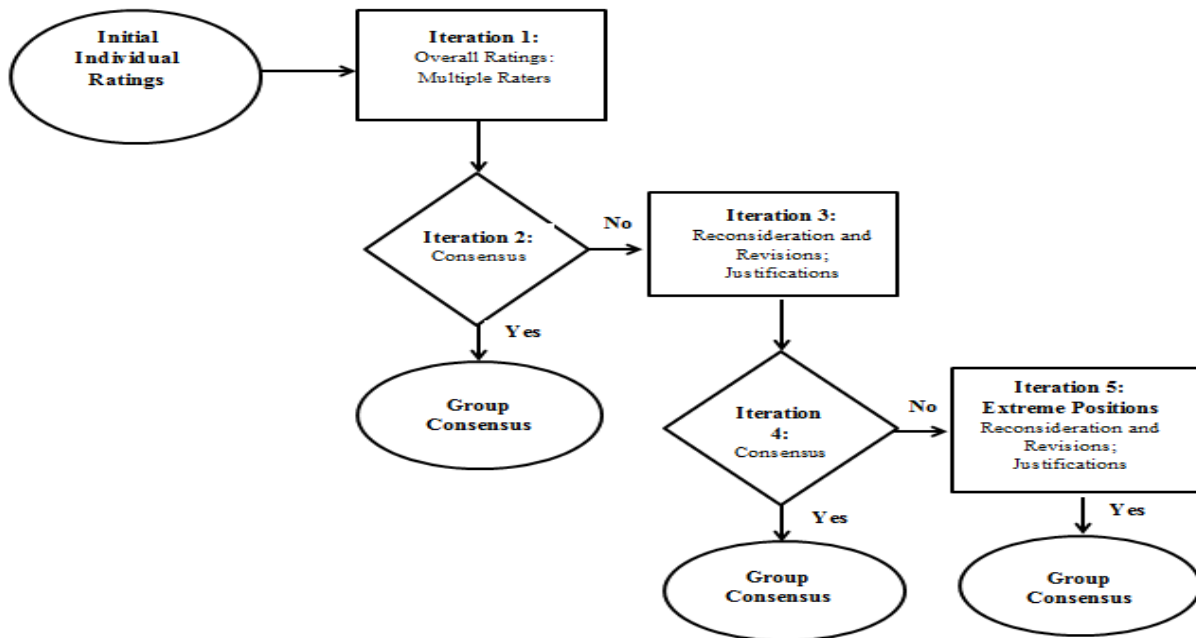 Initial
Individual
Ratings
Iteration 1:
Overall Ratings:
Multiple Raters
Iteration 2:
Consensus
No
Iteration 3:
Reconsideration and
Revisions;
Justifications
Yes
Group
Consensus
Iteration
4:
Consensus
No
Iteration 5:
Extreme Positions
Reconsideration and
Revisions;
Justifications
Yes
Group
Consensus
Yes
Group
Consensus